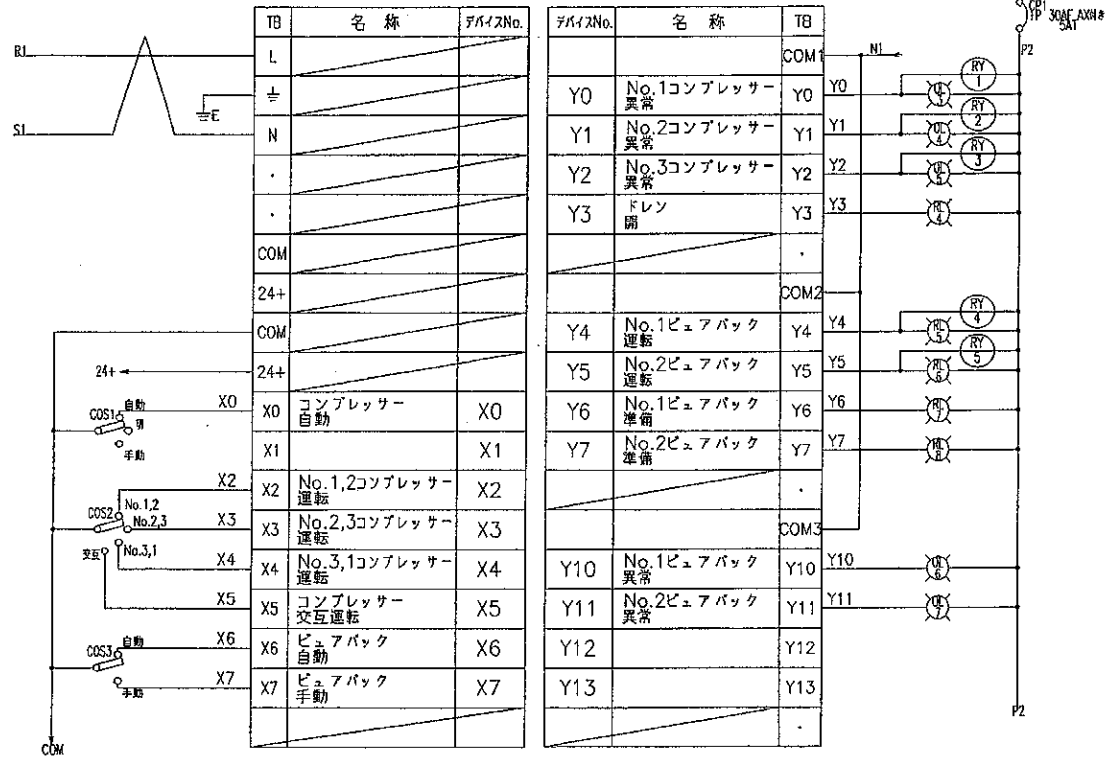 CP1
1P 30AF
5AT
P2
TB 名称 デバイスNo.
デバイスNo. 名称 TB
R1
L
COM1
N1
E
Y0 No.1コンプレッサー
異常 Y0 Y0
RY
1
S1
N
Y1 No.2コンプレッサー
異常 Y1 Y1
RY
2
Y2 No.3コンプレッサー
異常 Y2 Y2
RY
3
Y3 ドレン
開 Y3 Y3
RL
4
COM
24+
COM2
COM
Y4 No.1ピュアパック
運転 Y4 Y4
RY
4
RL
5
24+
24+
Y5 No.2ピュアパック
運転 Y5 Y5
RY
5
RL
6
COS1 自動 X0
X0 コンプレッサー
自動 X0
Y6 No.1ピュアパック
準備 Y6 Y6
RL
7
手動
X1 X1
Y7 No.2ピュアパック
準備 Y7 Y7
RL
8
X2
X2 No.1,2コンプレッサー
運転 X2
COS2 No.1,2
No.2,3 X3
X3 No.2,3コンプレッサー
運転 X3
COM3
交互 No.3,1
X4
X4 No.3,1コンプレッサー
運転 X4
Y10 No.1ピュアパック
異常 Y10 Y10
X5
X5 コンプレッサー
交互運転 X5
Y11 No.2ピュアパック
異常 Y11 Y11
COS3 自動 X6
X6 ピュアパック
自動 X6
Y12 Y12
手動 X7
X7 ピュアパック
手動 X7
Y13 Y13
P2
COM